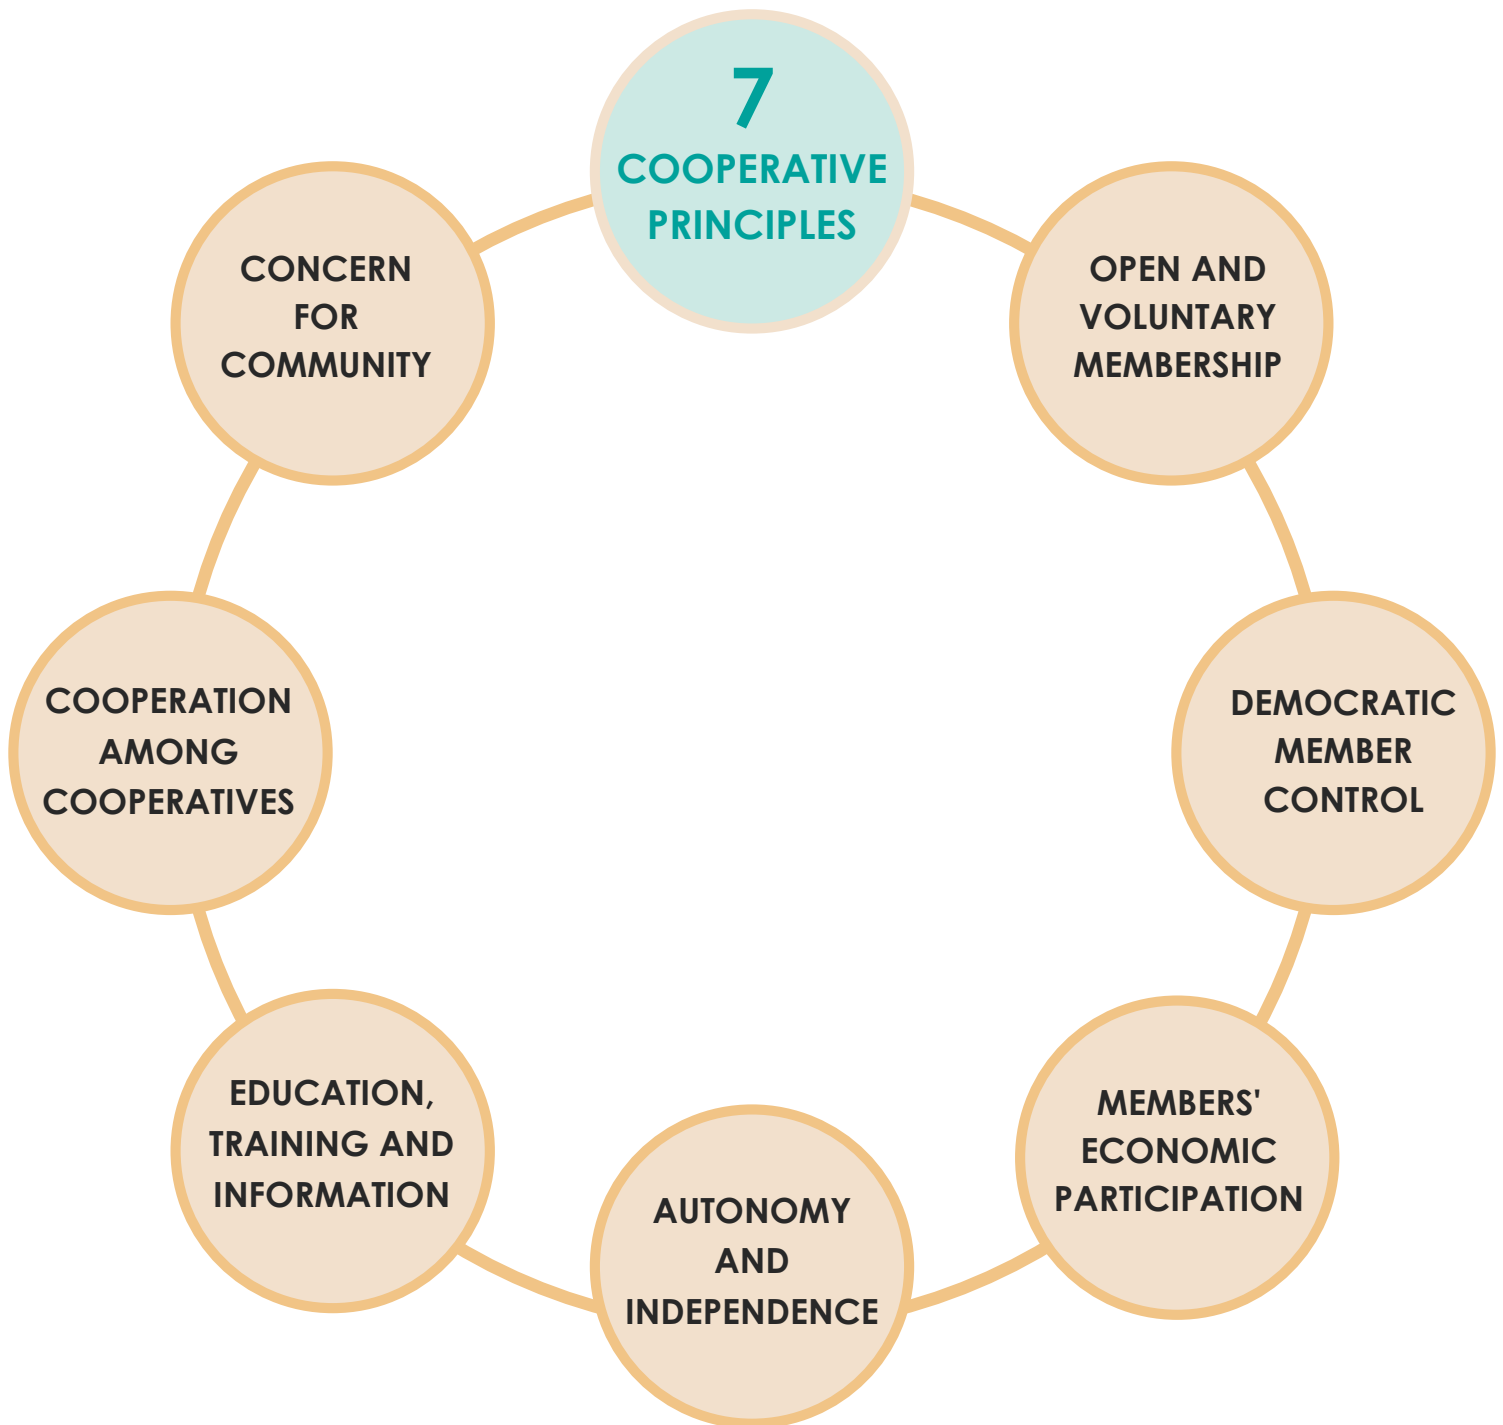 7
COOPERATIVE
PRINCIPLES
OPEN AND
VOLUNTARY
MEMBERSHIP
DEMOCRATIC
MEMBER
CONTROL
MEMBERS'
ECONOMIC
PARTICIPATION
AUTONOMY
AND
INDEPENDENCE
EDUCATION,
TRAINING AND
INFORMATION
COOPERATION
AMONG
COOPERATIVES
CONCERN
FOR
COMMUNITY